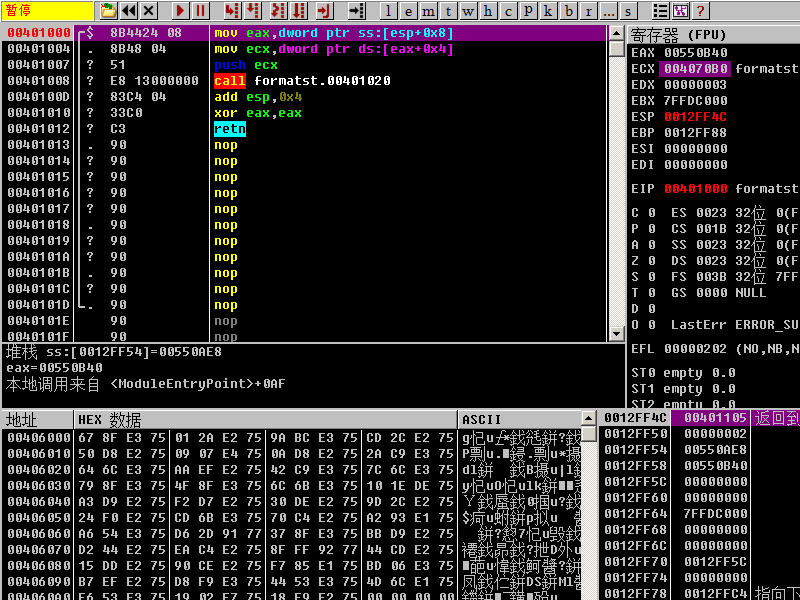 暂停 l e m t w h c p k b r ... s ?
00401000 $ 8B4424 08 mov eax,dword ptr ss:[esp+0x8]
00401004 . 8B48 04 mov ecx,dword ptr ds:[eax+0x4]
00401007 ? 51 push ecx
00401008 ? E8 13000000 call formatst.00401020
0040100D ? 83C4 04 add esp,0x4
00401010 ? 33C0 xor eax,eax
00401012 ? C3 retn
00401013 . 90 nop
00401014 ? 90 nop
00401015 ? 90 nop
00401016 ? 90 nop
00401017 ? 90 nop
00401018 . 90 nop
00401019 ? 90 nop
0040101A ? 90 nop
0040101B . 90 nop
0040101C ? 90 nop
0040101D . 90 nop
0040101E 90 nop
0040101F 90 nop
堆栈 ss:[0012FF54]=00550AE8
eax=00550B40
本地调用来自 <ModuleEntryPoint>+0AF
寄存器 (FPU)
EAX 00550B40
ECX 004070B0 formatst
EDX 00000003
EBX 7FFDC000
ESP 0012FF4C
EBP 0012FF88
ESI 00000000
EDI 00000000
EIP 00401000 formatst
C 0 ES 0023 32位 0(F
P 0 CS 001B 32位 0(F
A 0 SS 0023 32位 0(F
Z 0 DS 0023 32位 0(F
S 0 FS 003B 32位 7FF
T 0 GS 0000 NULL
D 0
O 0 LastErr ERROR_SU
EFL 00000202 (NO,NB,N
ST0 empty 0.0
ST1 empty 0.0
ST2 empty 0.0
地址 HEX 数据 ASCII
00406000 67 8F E3 75 01 2A E2 75 9A BC E3 75 CD 2C E2 75
00406010 50 D8 E2 75 09 07 E4 75 0A D8 E2 75 2A C9 E3 75
00406020 64 6C E3 75 AA EF E2 75 42 C9 E3 75 7C 6C E3 75
00406030 79 8F E3 75 4F 8F E3 75 6C 6B E3 75 10 1E DE 75
00406040 A3 D9 E2 75 F2 D7 E2 75 30 DE E2 75 9D 2C E2 75
00406050 24 F0 E2 75 CD 6B E3 75 70 C4 E2 75 A2 93 E1 75
00406060 A6 54 E3 75 D6 2D 91 77 37 8F E3 75 BB D9 E2 75
00406070 D2 44 E2 75 EA C4 E2 75 8F FF 92 77 44 CD E2 75
00406080 15 DD E2 75 90 CE E2 75 F7 85 E1 75 BD 06 E3 75
00406090 B7 EF E2 75 D8 F9 E3 75 44 53 E3 75 4D 6C E1 75
0012FF4C 00401105 返回到
0012FF50 00000002
0012FF54 00550AE8
0012FF58 00550B40
0012FF5C 00000000
0012FF60 00000000
0012FF64 7FFDC000
0012FF68 00000000
0012FF6C 00000000
0012FF70 0012FF5C
0012FF74 00000000
0012FF78 0012FFC4 指向下